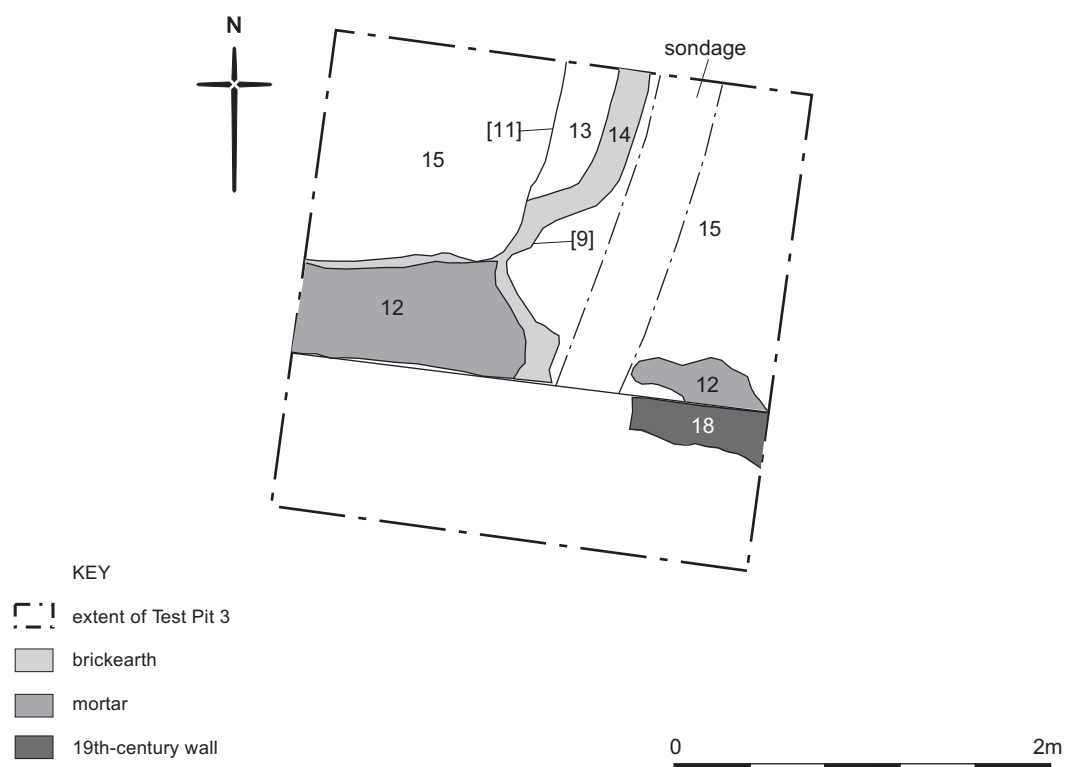 N
sondage
[11]
13
14
15
15
[9]
12
12
18
KEY
extent of Test Pit 3
brickearth
mortar
19th-century wall
0 2m